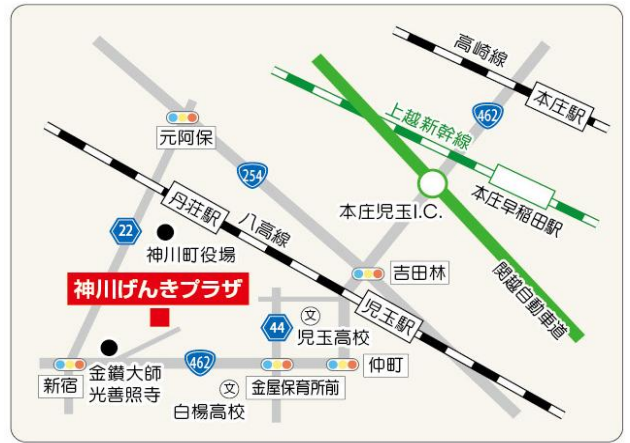 高崎線
本庄駅
462
上越新幹線
元阿保
254
本庄早稲田駅
本庄児玉I.C.
丹荘駅
八高線
22
神川町役場
関越自動車道
吉田林
神川げんきプラザ
児玉駅
44
文
児玉高校
金鑚大師
光善照寺
462
新宿
金屋保育所前
仲町
文
白楊高校